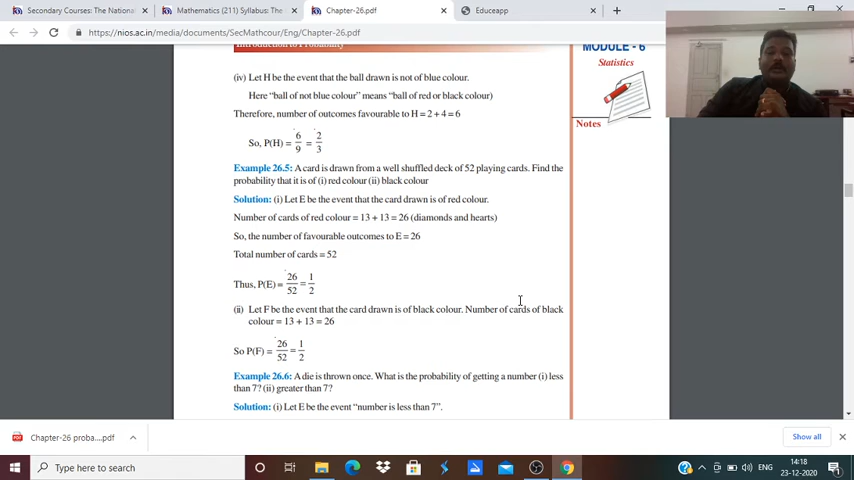 Secondary Courses: The National
Mathematics (211) Syllabus: The
Chapter-26.pdf
Educeapp
https://nios.ac.in/media/documents/SecMathcour/Eng/Chapter-26.pdf
Introduction to Probability
MODULE - 6
Statistics
Notes
(iv) Let H be the event that the ball drawn is not of blue colour.
Here “ball of not blue colour” means “ball of red or black colour)
Therefore, number of outcomes favourable to H = 2 + 4 = 6
So, P(H) = 6/9 = 2/3
Example 26.5: A card is drawn from a well shuffled deck of 52 playing cards. Find the
probability that it is of (i) red colour (ii) black colour
Solution: (i) Let E be the event that the card drawn is of red colour.
Number of cards of red colour = 13 + 13 = 26 (diamonds and hearts)
So, the number of favourable outcomes to E = 26
Total number of cards = 52
Thus, P(E) = 26/52 = 1/2
(ii) Let F be the event that the card drawn is of black colour. Number of cards of black
colour = 13 + 13 = 26
So P(F) = 26/52 = 1/2
Example 26.6: A die is thrown once. What is the probability of getting a number (i) less
than 7? (ii) greater than 7?
Solution: (i) Let E be the event “number is less than 7”.
Chapter-26 proba....pdf
Show all
Type here to search
ENG
14:18
23-12-2020